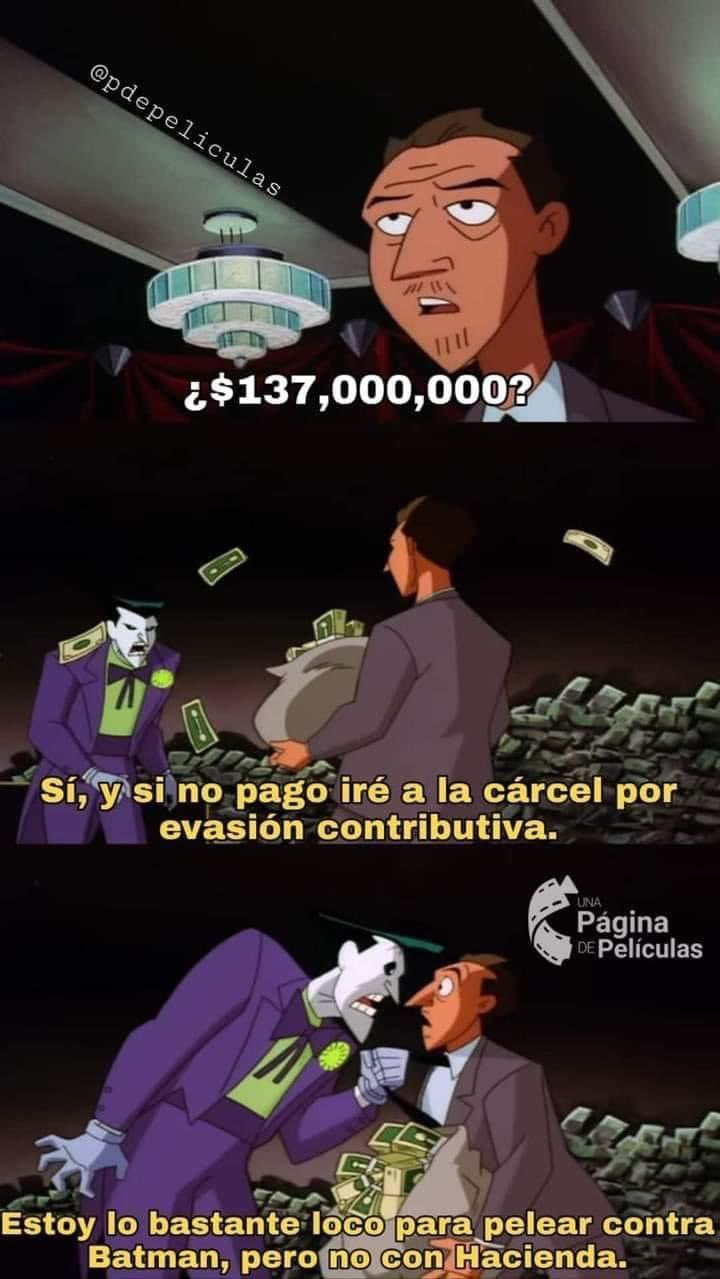 @pdepeliculas
¿$137,000,000?
Sí, y si no pago iré a la cárcel por
evasión contributiva.
UNA
Página
DE Películas
Estoy lo bastante loco para pelear contra
Batman, pero no con Hacienda.